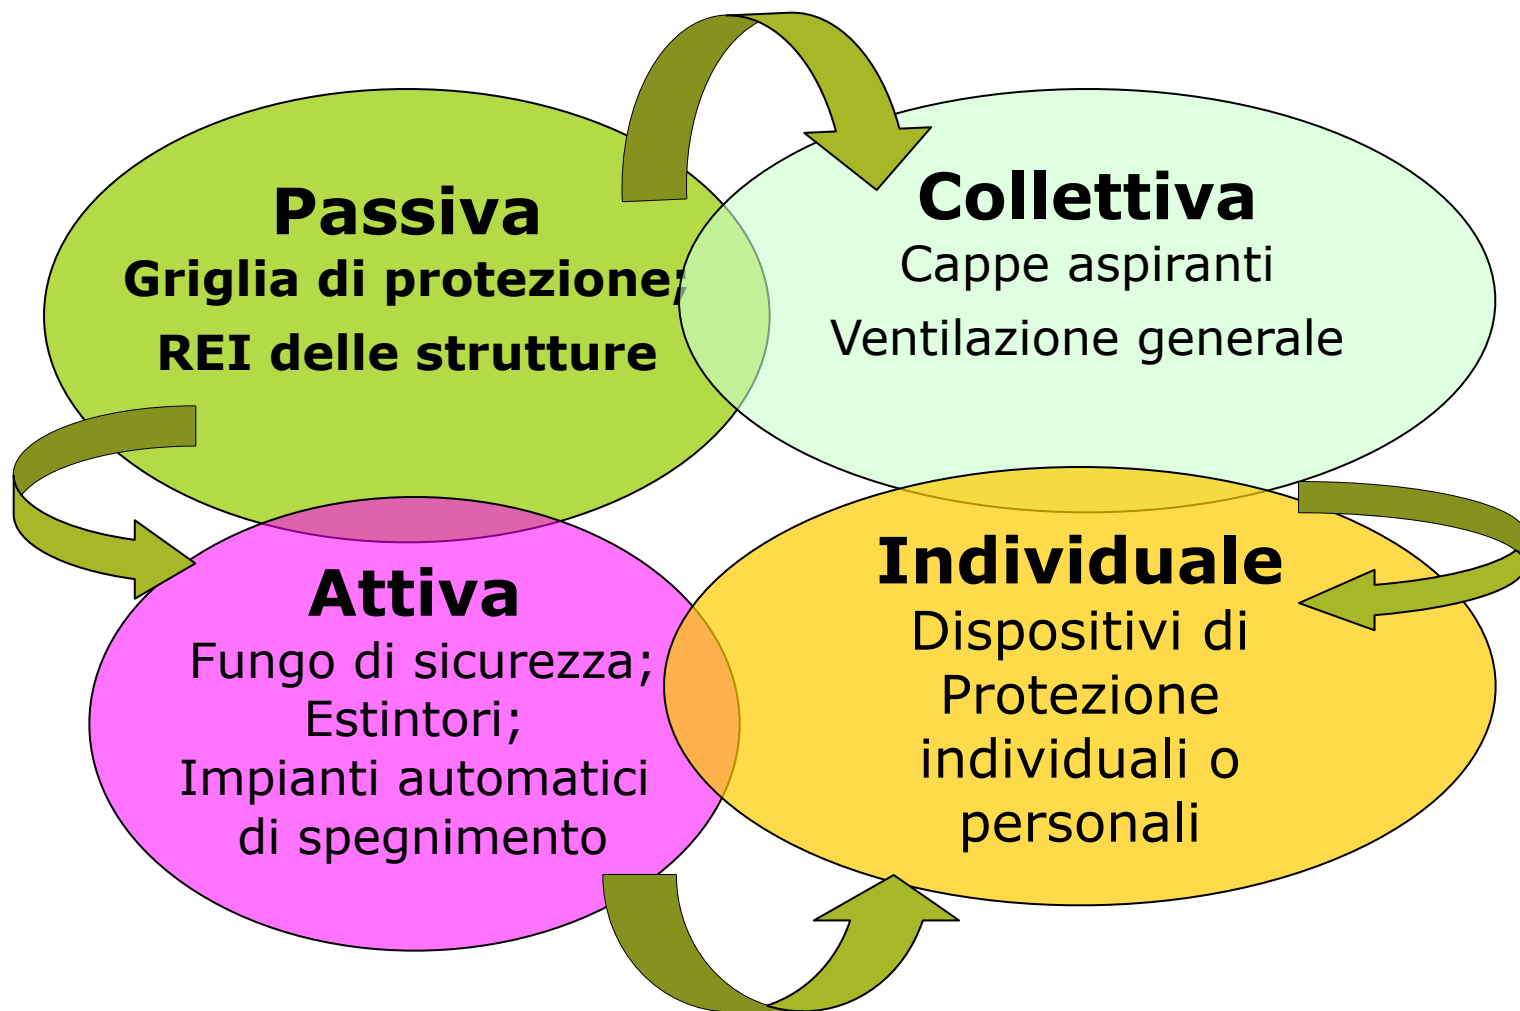 Passiva
Griglia di protezione;
REI delle strutture
Collettiva
Cappe aspiranti
Ventilazione generale
Attiva
Fungo di sicurezza;
Estintori;
Impianti automatici
di spegnimento
Individuale
Dispositivi di
Protezione
individuali o
personali